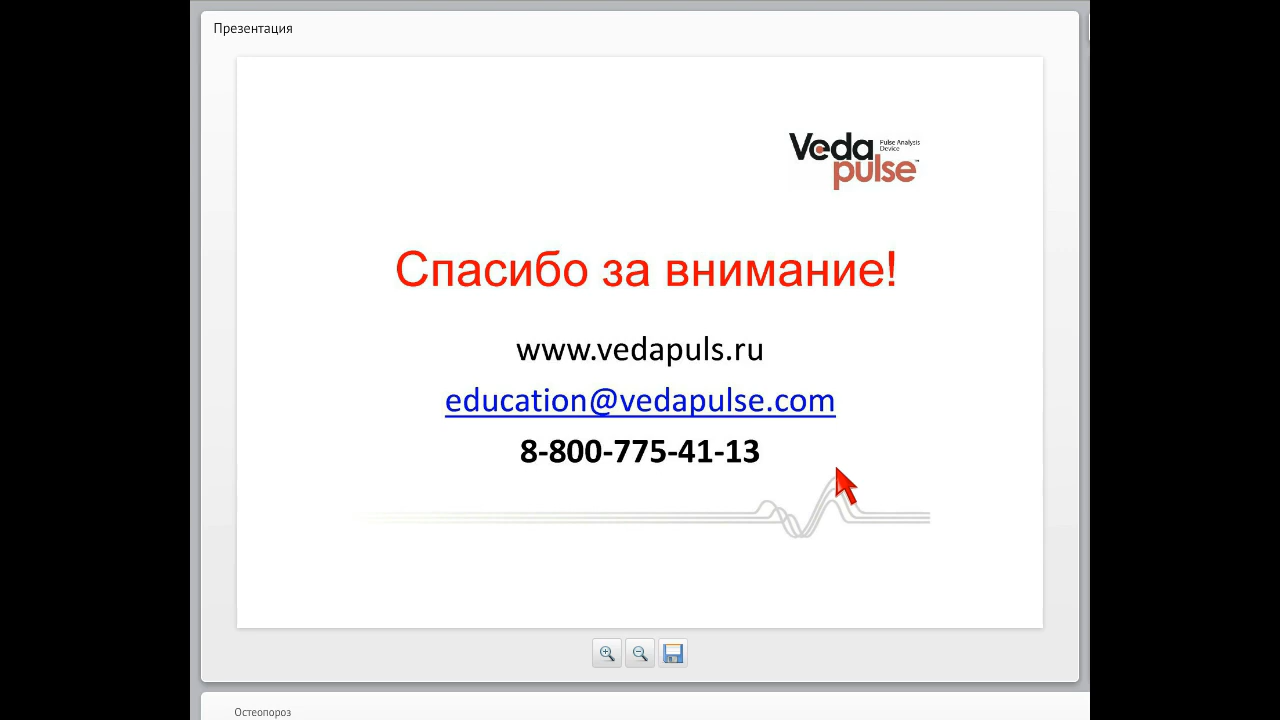 Презентация
Veda
Pulse Analysis
Device
pulse™
Спасибо за внимание!
www.vedapuls.ru
education@vedapulse.com
8-800-775-41-13
Остеопороз